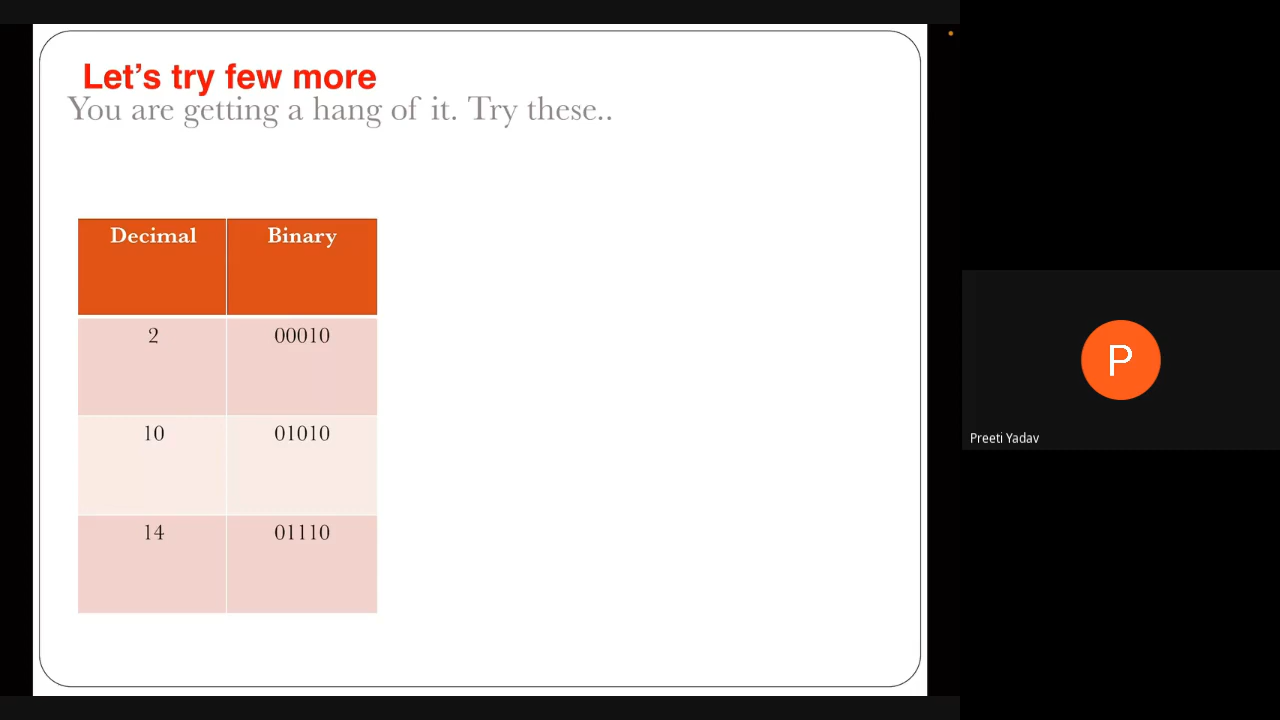 Let’s try few more
You are getting a hang of it. Try these..
Decimal Binary
2 00010
10 01010
14 01110
P
Preeti Yadav